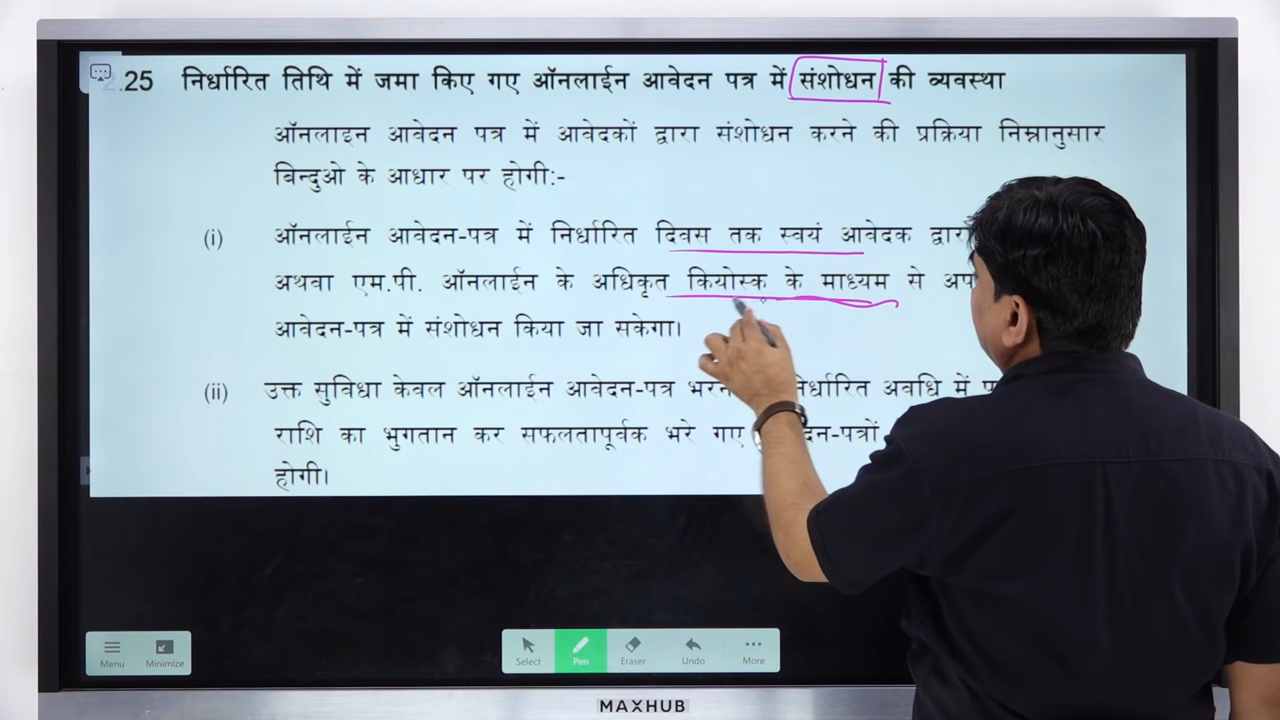 2.25 निर्धारित तिथि में जमा किए गए ऑनलाईन आवेदन पत्र में संशोधन की व्यवस्था
ऑनलाइन आवेदन पत्र में आवेदकों द्वारा संशोधन करने की प्रक्रिया निम्नानुसार
बिन्दुओ के आधार पर होगी:-
(i) ऑनलाईन आवेदन-पत्र में निर्धारित दिवस तक स्वयं आवेदक
अथवा एम.पी. ऑनलाईन के अधिकृत कियोस्क के माध्यम से
आवेदन-पत्र में संशोधन किया जा सकेगा।
(ii) उक्त सुविधा केवल ऑनलाईन आवेदन-पत्र निर्धारित अवधि में
राशि का भुगतान कर सफलतापूर्वक भरे गए
होगी।
Menu Minimize Select Pen Eraser Undo More
MAXHUB